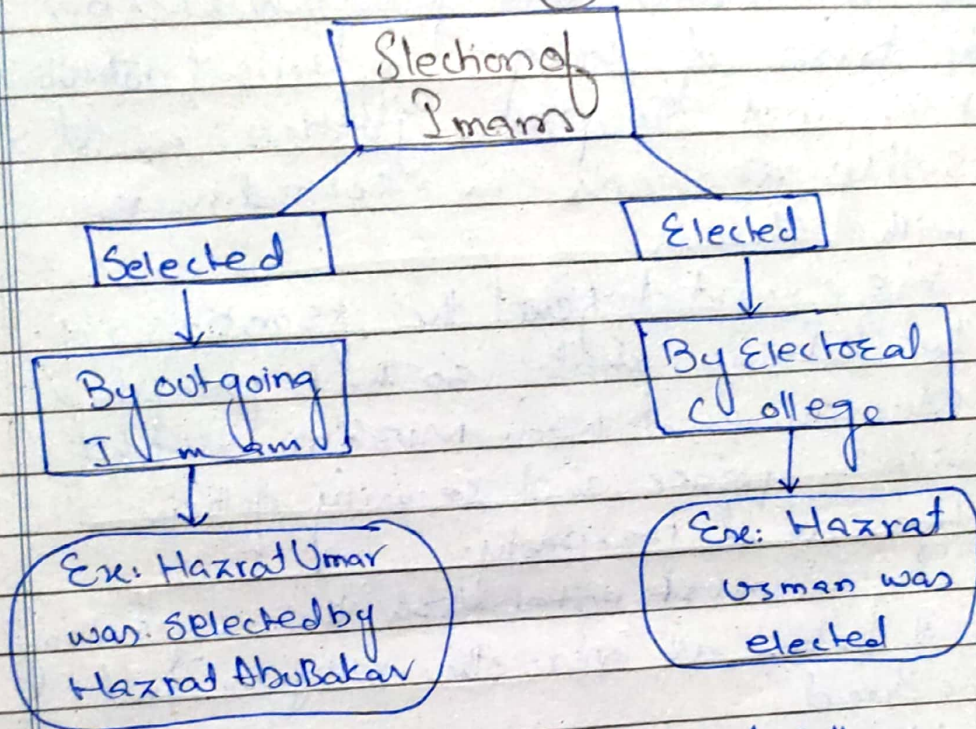 Slection of
Imam
Selected
Elected
By outgoing
Imam
By Electoral
College
Ex: Hazrat Umar
was selected by
Hazrat AbuBakar
Ex: Hazrat
Usman was
elected